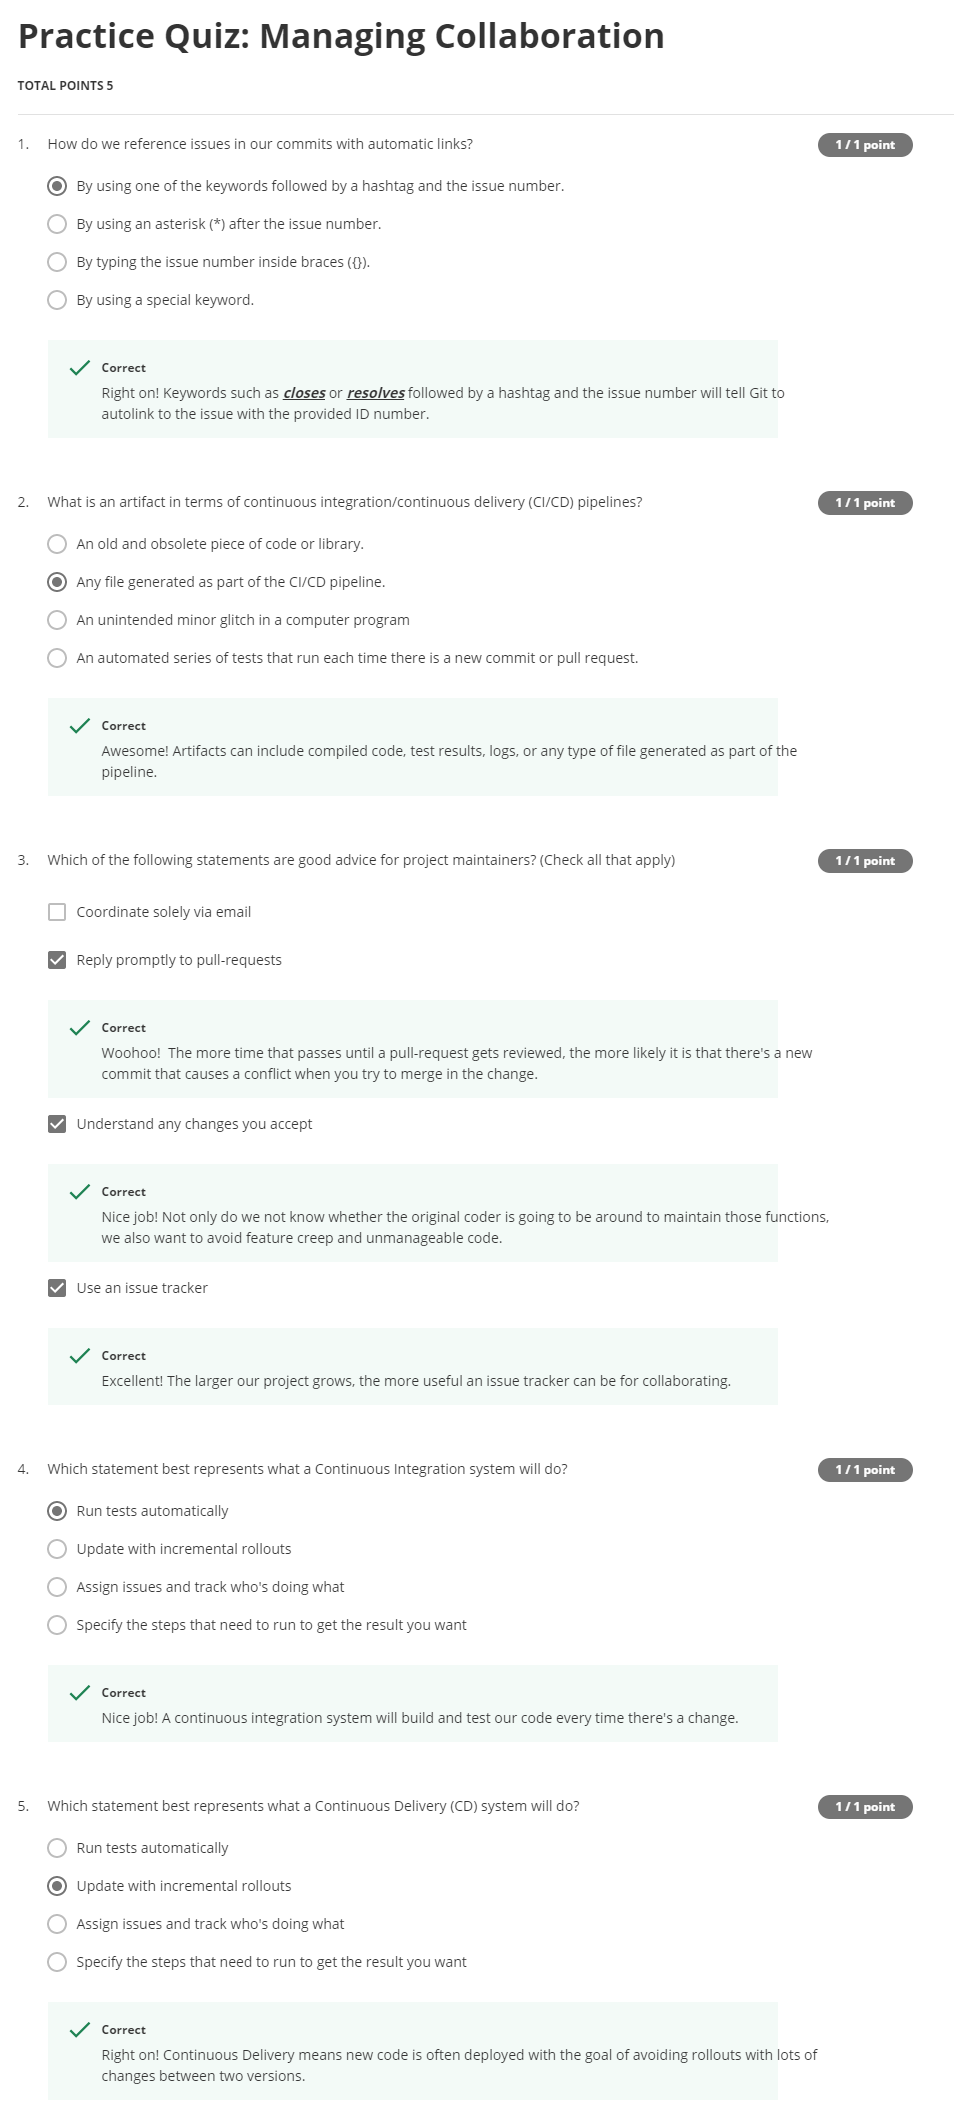 Practice Quiz: Managing Collaboration
TOTAL POINTS 5
1. How do we reference issues in our commits with automatic links?
1 / 1 point
By using one of the keywords followed by a hashtag and the issue number.
By using an asterisk (*) after the issue number.
By typing the issue number inside braces ({}).
By using a special keyword.
Correct
Right on! Keywords such as closes or resolves followed by a hashtag and the issue number will tell Git to
autolink to the issue with the provided ID number.
2. What is an artifact in terms of continuous integration/continuous delivery (CI/CD) pipelines?
1 / 1 point
An old and obsolete piece of code or library.
Any file generated as part of the CI/CD pipeline.
An unintended minor glitch in a computer program
An automated series of tests that run each time there is a new commit or pull request.
Correct
Awesome! Artifacts can include compiled code, test results, logs, or any type of file generated as part of the
pipeline.
3. Which of the following statements are good advice for project maintainers? (Check all that apply)
1 / 1 point
Coordinate solely via email
Reply promptly to pull-requests
Correct
Woohoo!  The more time that passes until a pull-request gets reviewed, the more likely it is that there's a new
commit that causes a conflict when you try to merge in the change.
Understand any changes you accept
Correct
Nice job! Not only do we not know whether the original coder is going to be around to maintain those functions,
we also want to avoid feature creep and unmanageable code.
Use an issue tracker
Correct
Excellent! The larger our project grows, the more useful an issue tracker can be for collaborating.
4. Which statement best represents what a Continuous Integration system will do?
1 / 1 point
Run tests automatically
Update with incremental rollouts
Assign issues and track who's doing what
Specify the steps that need to run to get the result you want
Correct
Nice job! A continuous integration system will build and test our code every time there's a change.
5. Which statement best represents what a Continuous Delivery (CD) system will do?
1 / 1 point
Run tests automatically
Update with incremental rollouts
Assign issues and track who's doing what
Specify the steps that need to run to get the result you want
Correct
Right on! Continuous Delivery means new code is often deployed with the goal of avoiding rollouts with lots of
changes between two versions.